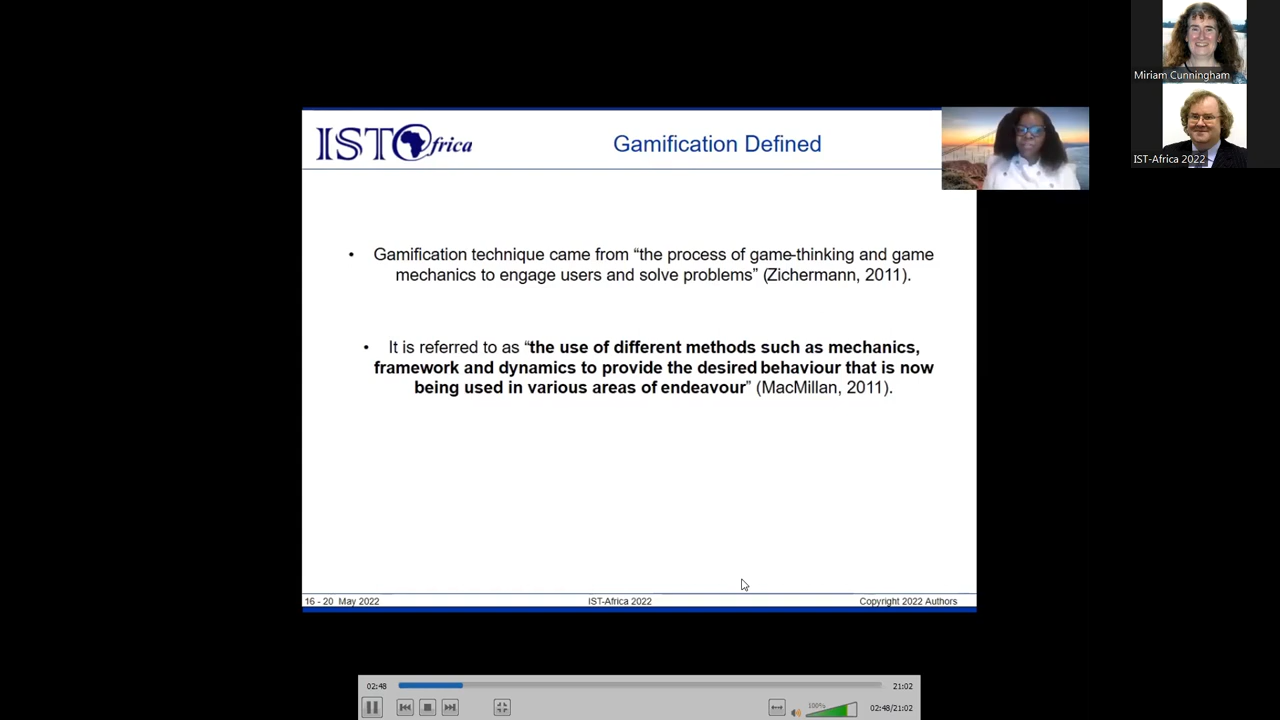 Miriam Cunningham
IST-Africa 2022
ISTAfrica
Gamification Defined
• Gamification technique came from “the process of game-thinking and game
mechanics to engage users and solve problems” (Zichermann, 2011).
• It is referred to as “the use of different methods such as mechanics,
framework and dynamics to provide the desired behaviour that is now
being used in various areas of endeavour” (MacMillan, 2011).
16 - 20 May 2022
IST-Africa 2022
Copyright 2022 Authors
02:48
21:02
100%
02:48/21:02